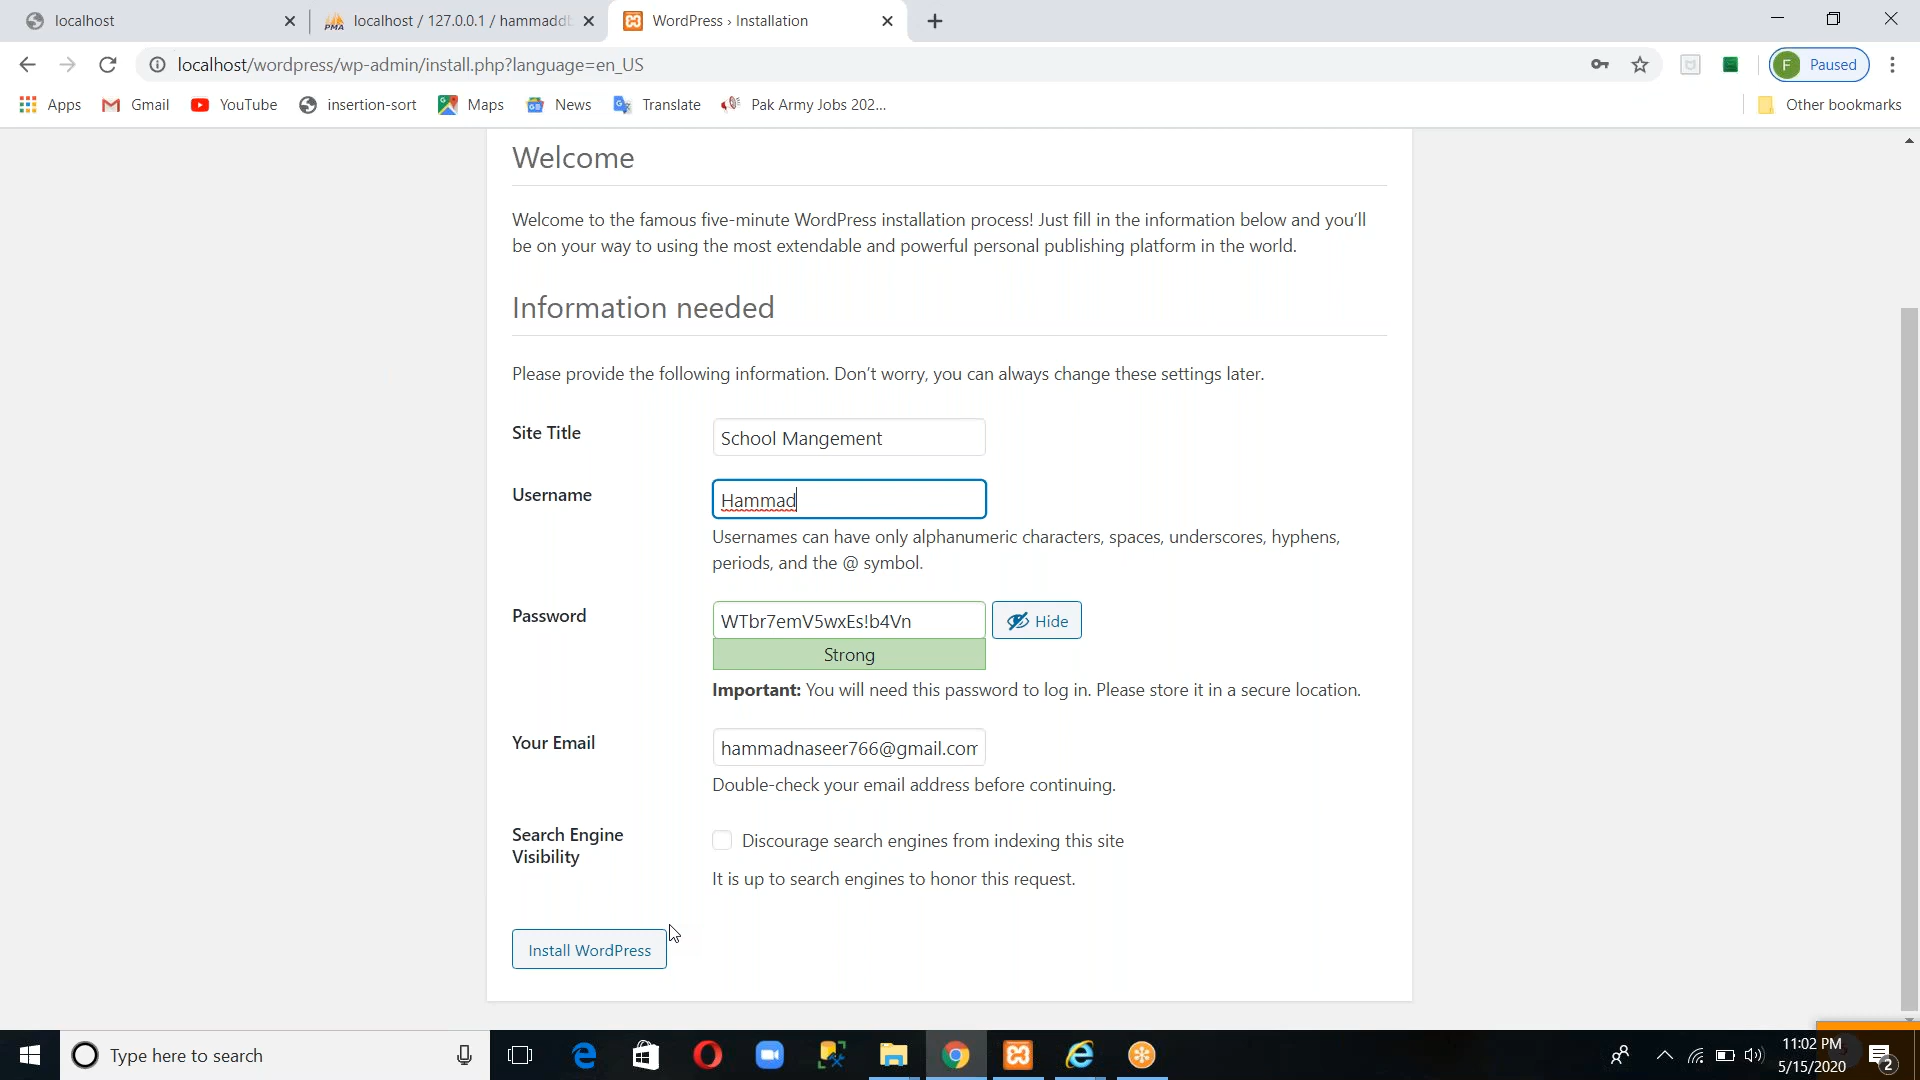 localhost
localhost / 127.0.0.1 / hammadd
WordPress › Installation
localhost/wordpress/wp-admin/install.php?language=en_US
F Paused
Apps
Gmail
YouTube
insertion-sort
Maps
News
Translate
Pak Army Jobs 202...
Other bookmarks
Welcome
Welcome to the famous five-minute WordPress installation process! Just fill in the information below and you'll
be on your way to using the most extendable and powerful personal publishing platform in the world.
Information needed
Please provide the following information. Don't worry, you can always change these settings later.
Site Title
School Mangement
Username
Hammad
Usernames can have only alphanumeric characters, spaces, underscores, hyphens,
periods, and the @ symbol.
Password
WTbr7emV5wxEs!b4Vn
Hide
Strong
Important: You will need this password to log in. Please store it in a secure location.
Your Email
hammadnaseer766@gmail.com
Double-check your email address before continuing.
Search Engine
Visibility
Discourage search engines from indexing this site
It is up to search engines to honor this request.
Install WordPress
Type here to search
11:02 PM
5/15/2020
2